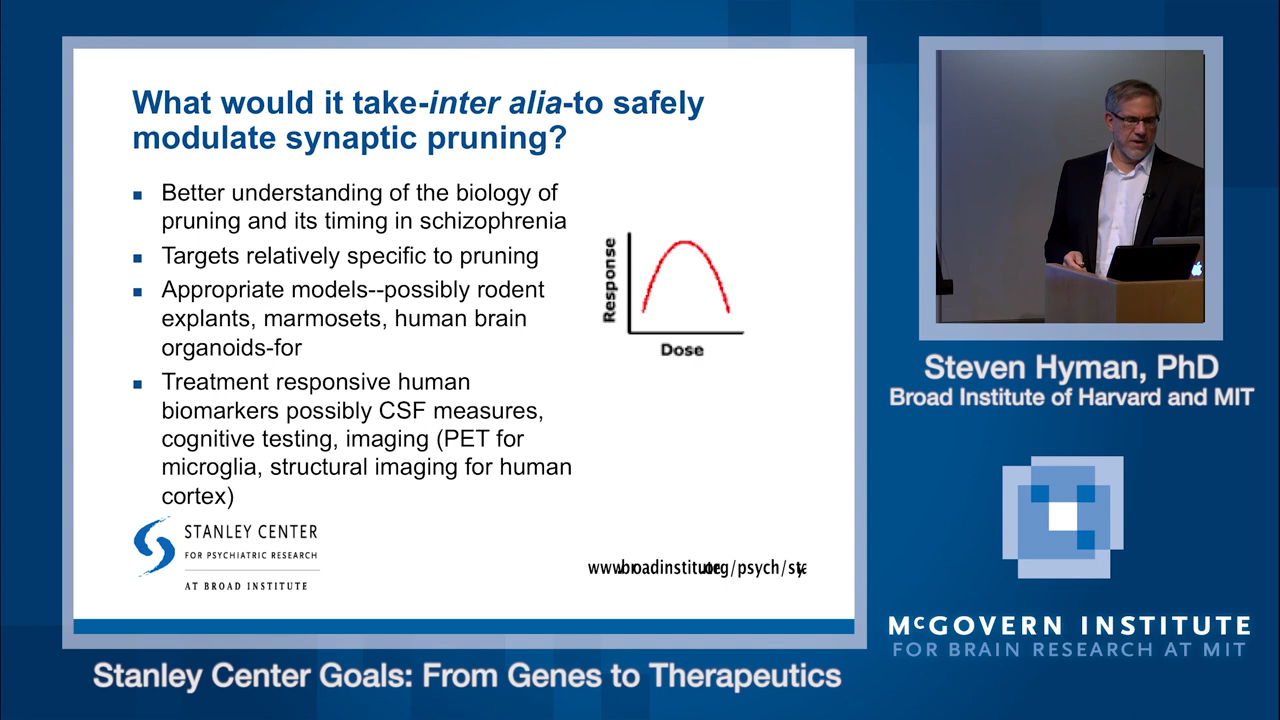 What would it take-inter alia-to safely
modulate synaptic pruning?
Better understanding of the biology of
pruning and its timing in schizophrenia
Targets relatively specific to pruning
Appropriate models--possibly rodent
explants, marmosets, human brain
organoids-for
Treatment responsive human
biomarkers possibly CSF measures,
cognitive testing, imaging (PET for
microglia, structural imaging for human
cortex)
Response
Dose
STANLEY CENTER
FOR PSYCHIATRIC RESEARCH
AT BROAD INSTITUTE
Steven Hyman, PhD
Broad Institute of Harvard and MIT
McGOVERN INSTITUTE
FOR BRAIN RESEARCH AT MIT
Stanley Center Goals: From Genes to Therapeutics